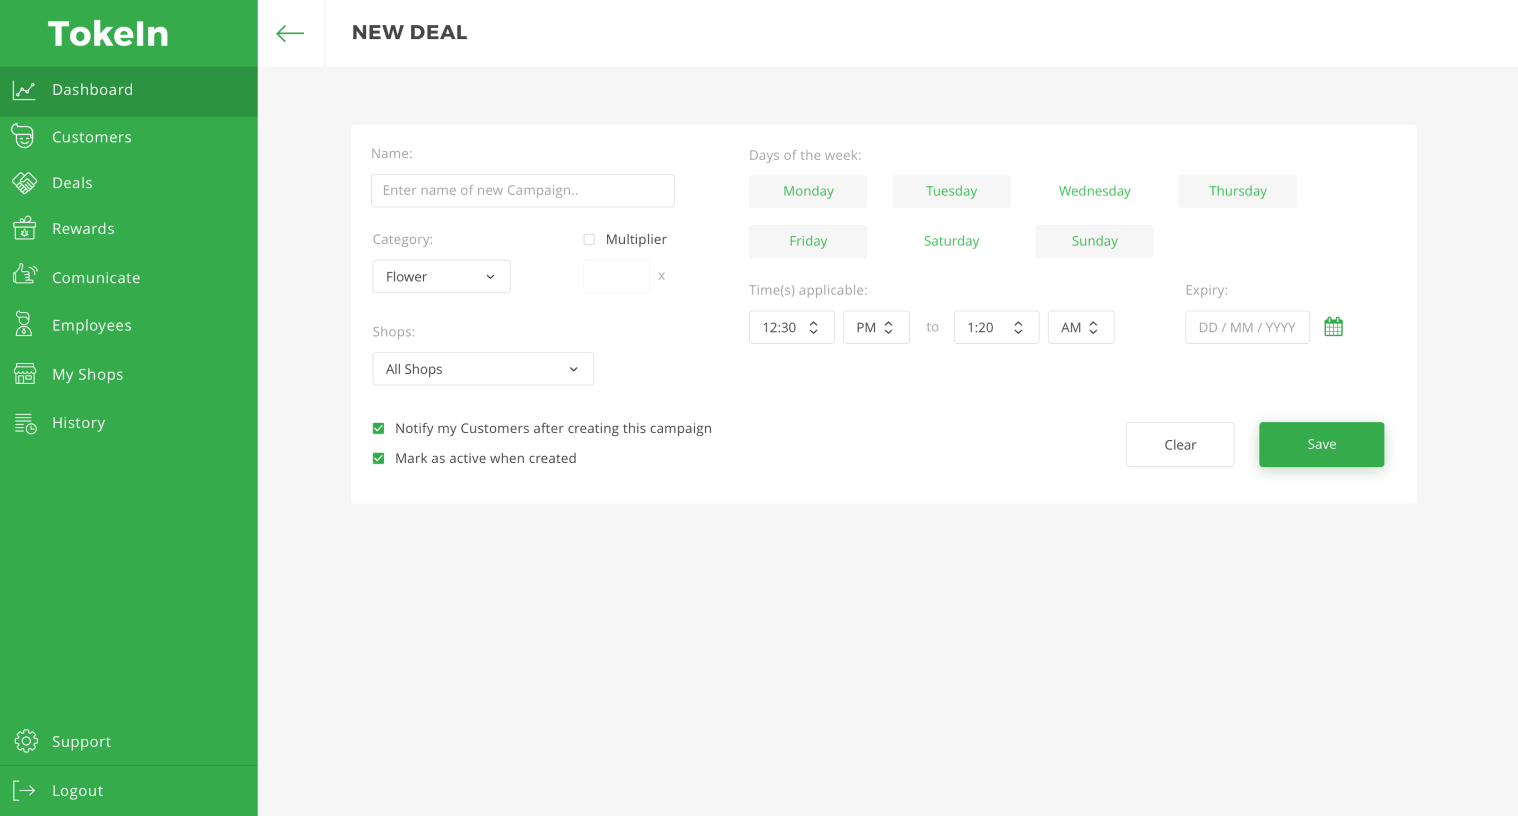 TokeIn
NEW DEAL
Dashboard
Customers
Deals
Rewards
Comunicate
Employees
My Shops
History
Support
Logout
Name:
Enter name of new Campaign..
Category:
Multiplier
Flower
x
Shops:
All Shops
Days of the week:
Monday Tuesday Wednesday Thursday
Friday Saturday Sunday
Time(s) applicable:
Expiry:
12:30 PM to 1:20 AM
DD / MM / YYYY
Notify my Customers after creating this campaign
Mark as active when created
Clear
Save